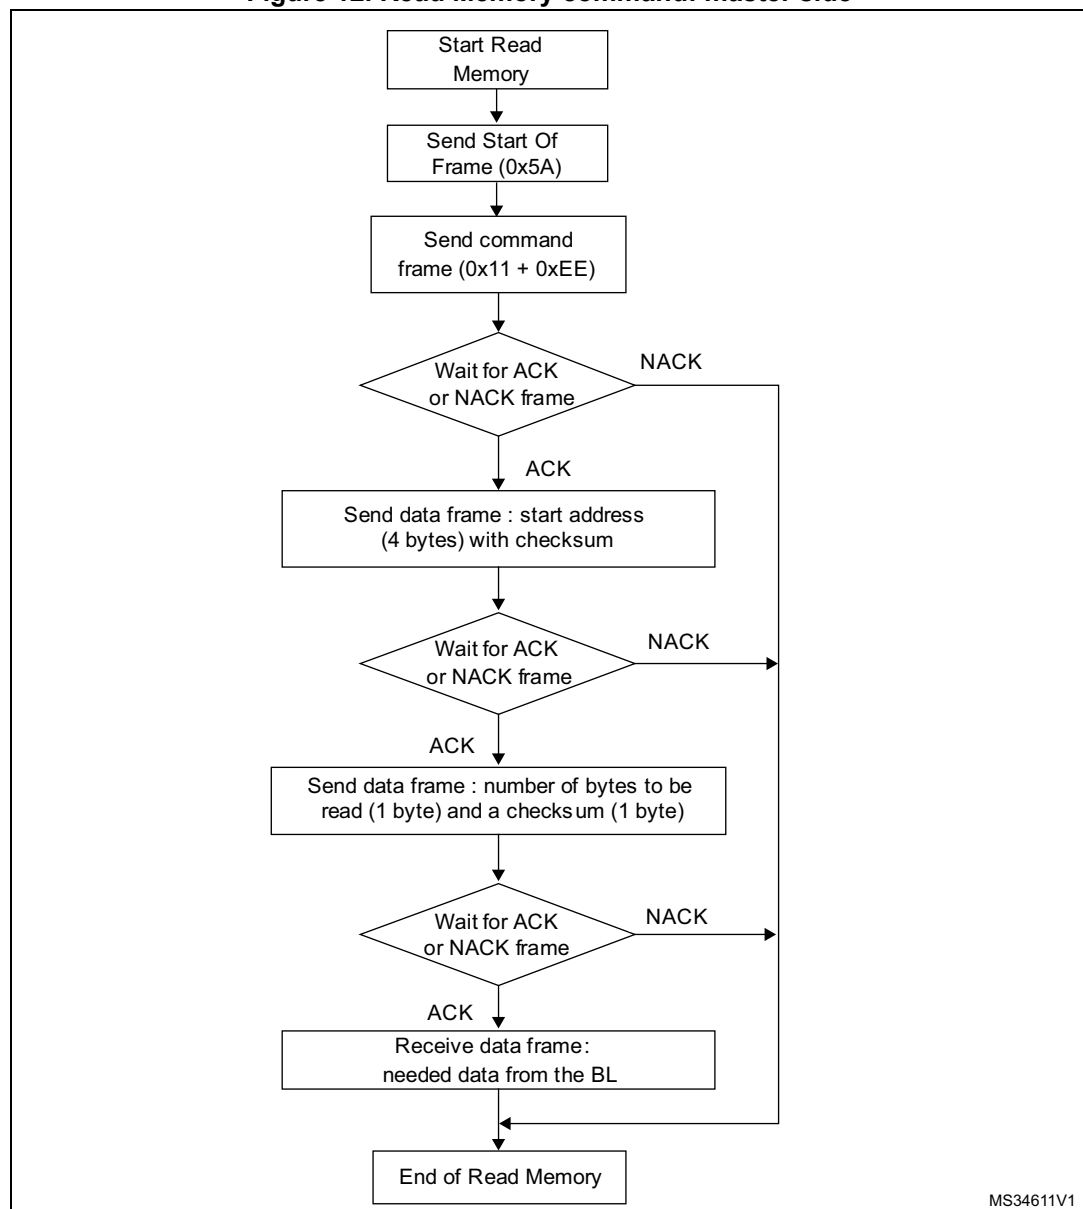 Start Read
Memory
Send Start Of
Frame (0x5A)
Send command
frame (0x11 + 0xEE)
Wait for ACK
or NACK frame
NACK
ACK
Send data frame : start address
(4 bytes) with checksum
Wait for ACK
or NACK frame
NACK
ACK
Send data frame : number of bytes to be
read (1 byte) and a checksum (1 byte)
Wait for ACK
or NACK frame
NACK
ACK
Receive data frame:
needed data from the BL
End of Read Memory
MS34611V1